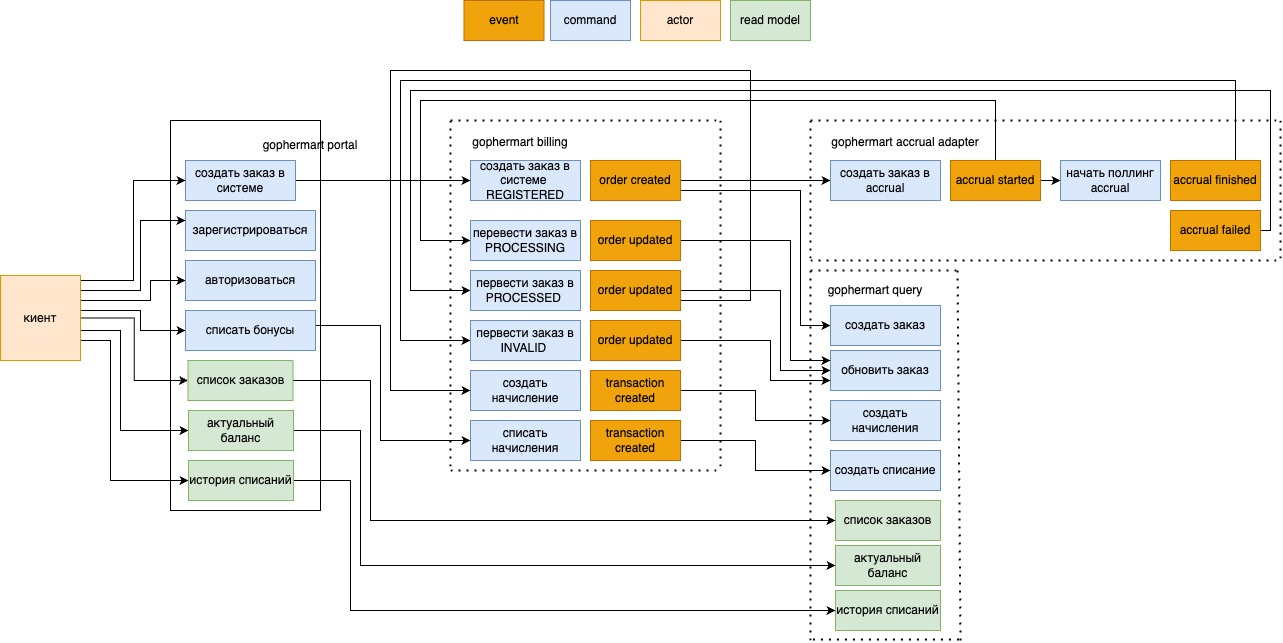 event
command
actor
read model
gophermart portal
gophermart billing
gophermart accrual adapter
создать заказ в
системе
создать заказ в
системе
REGISTERED
order created
создать заказ в
accrual
accrual started
начать поллинг
accrual
accrual finished
зарегистрироваться
перевести заказ в
PROCESSING
order updated
accrual failed
авторизоваться
первести заказ в
PROCESSED
order updated
gophermart query
киент
списать бонусы
первести заказ в
INVALID
order updated
создать заказ
список заказов
создать
начисление
transaction
created
обновить заказ
актуальный
баланс
списать
начисления
transaction
created
создать
начисления
история списаний
создать списание
список заказов
актуальный
баланс
история списаний